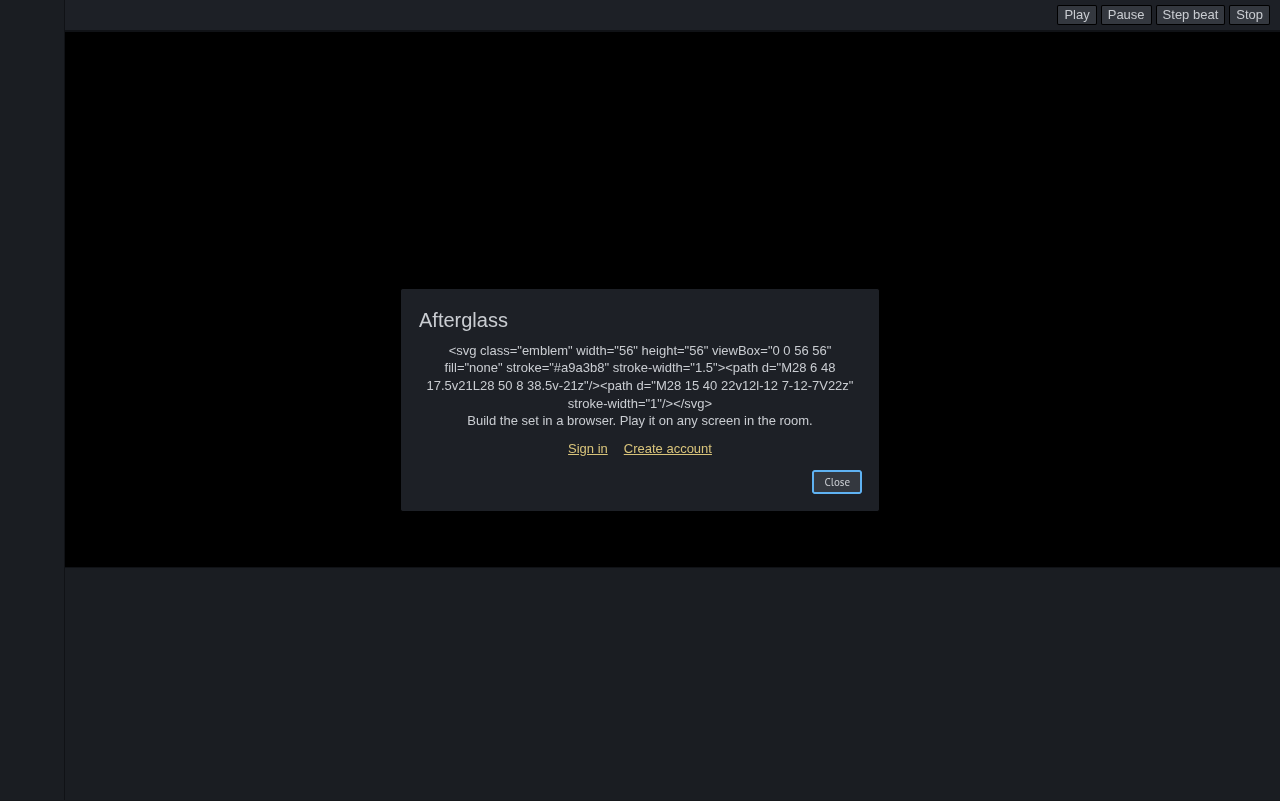 Play Pause Step beat Stop
Afterglass
<svg class="emblem" width="56" height="56" viewBox="0 0 56 56"
fill="none" stroke="#a9a3b8" stroke-width="1.5"><path d="M28 6 48
17.5v21L28 50 8 38.5v-21z"/><path d="M28 15 40 22v12l-12 7-12-7V22z"
stroke-width="1"/></svg>
Build the set in a browser. Play it on any screen in the room.
Sign in Create account
Close